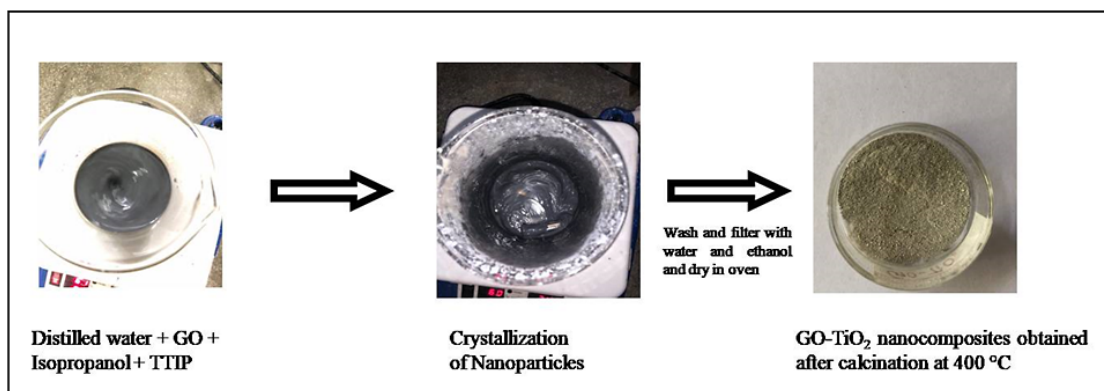 Wash and filter with
water and ethanol
and dry in oven
Distilled water + GO +
Isopropanol + TTIP
Crystallization
of Nanoparticles
GO-TiO₂ nanocomposites obtained
after calcination at 400 °C